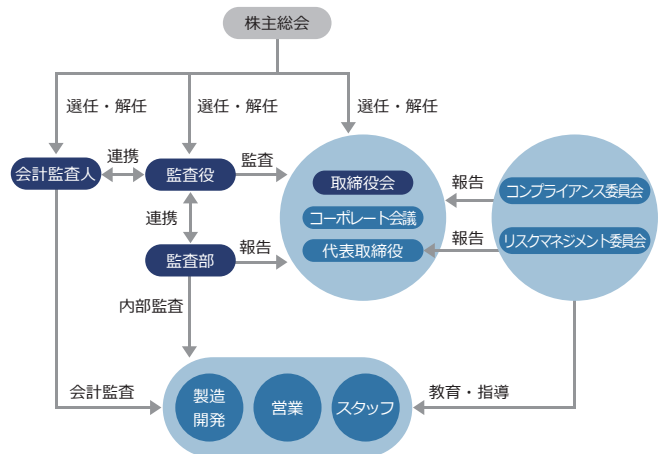 株主総会
選任・解任
選任・解任
選任・解任
会計監査人
連携
監査役
監査
取締役会
報告
コンプライアンス委員会
コーポレート会議
連携
報告
リスクマネジメント委員会
代表取締役
監査部
報告
内部監査
会計監査
製造
開発
営業
スタッフ
教育・指導